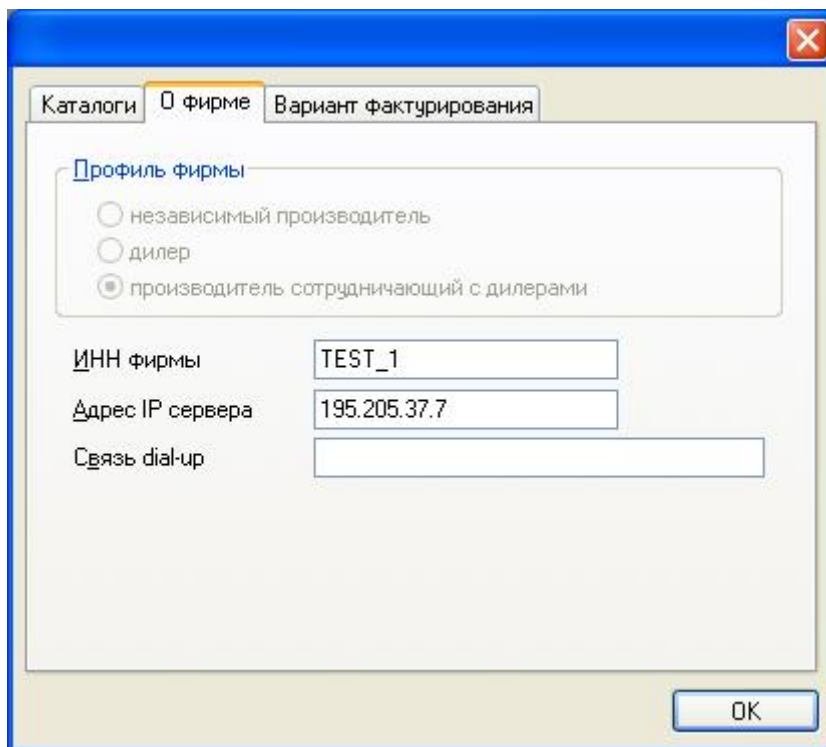 Каталоги О фирме Вариант фактурирования
Профиль фирмы
независимый производитель
дилер
производитель сотрудничающий с дилерами
ИНН фирмы TEST_1
Адрес IP сервера 195.205.37.7
Связь dial-up
OK